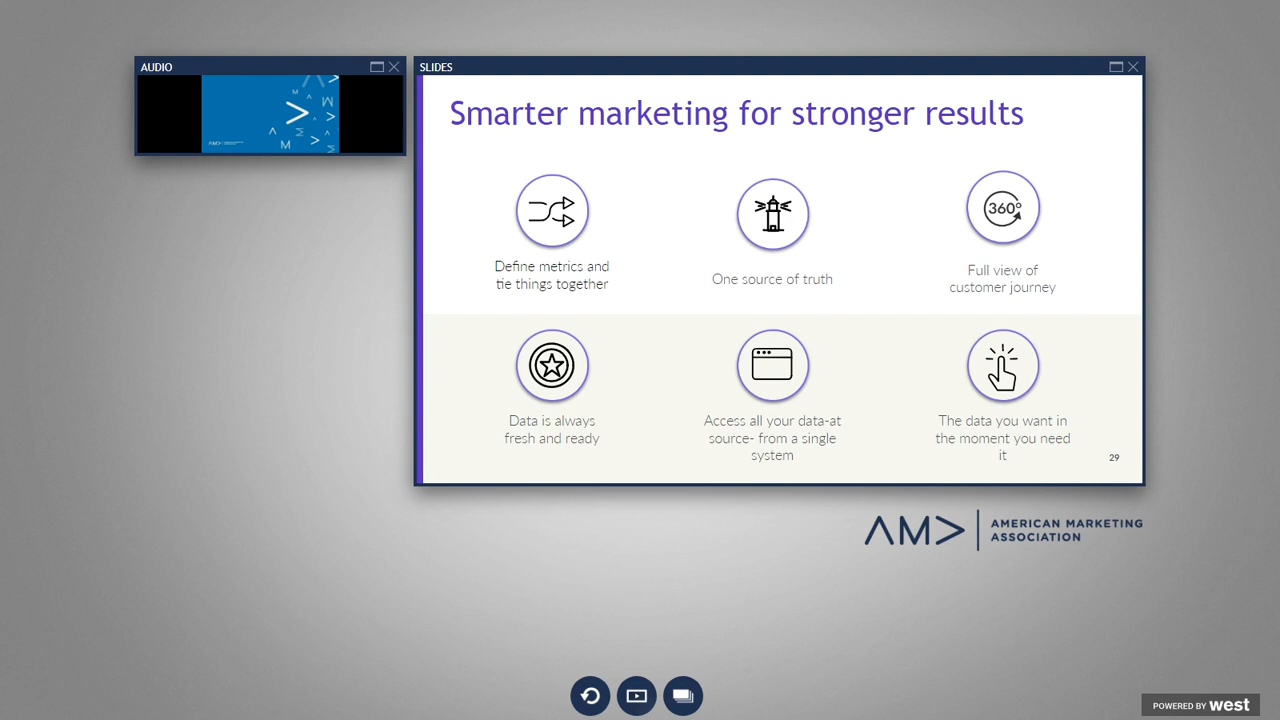 AUDIO
SLIDES
Smarter marketing for stronger results
360°
Define metrics and
tie things together
One source of truth
Full view of
customer journey
Data is always
fresh and ready
Access all your data-at
source- from a single
system
The data you want in
the moment you need
it
29
AMA
AMERICAN MARKETING
ASSOCIATION
POWERED BY west